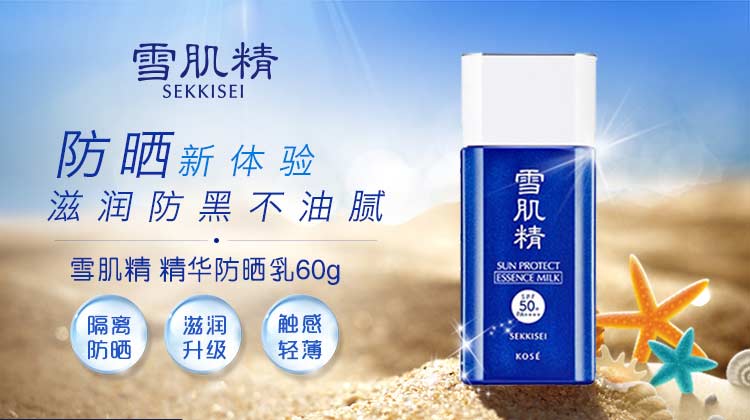 雪肌精
SEKKISEI
防晒新体验
滋润防黑不油腻
雪肌精 精华防晒乳60g
隔离
防晒
滋润
升级
触感
轻薄
雪肌精
SUN PROTECT
ESSENCE MILK
SPF
50+
PA++++
SEKKISEI
KOSÉ